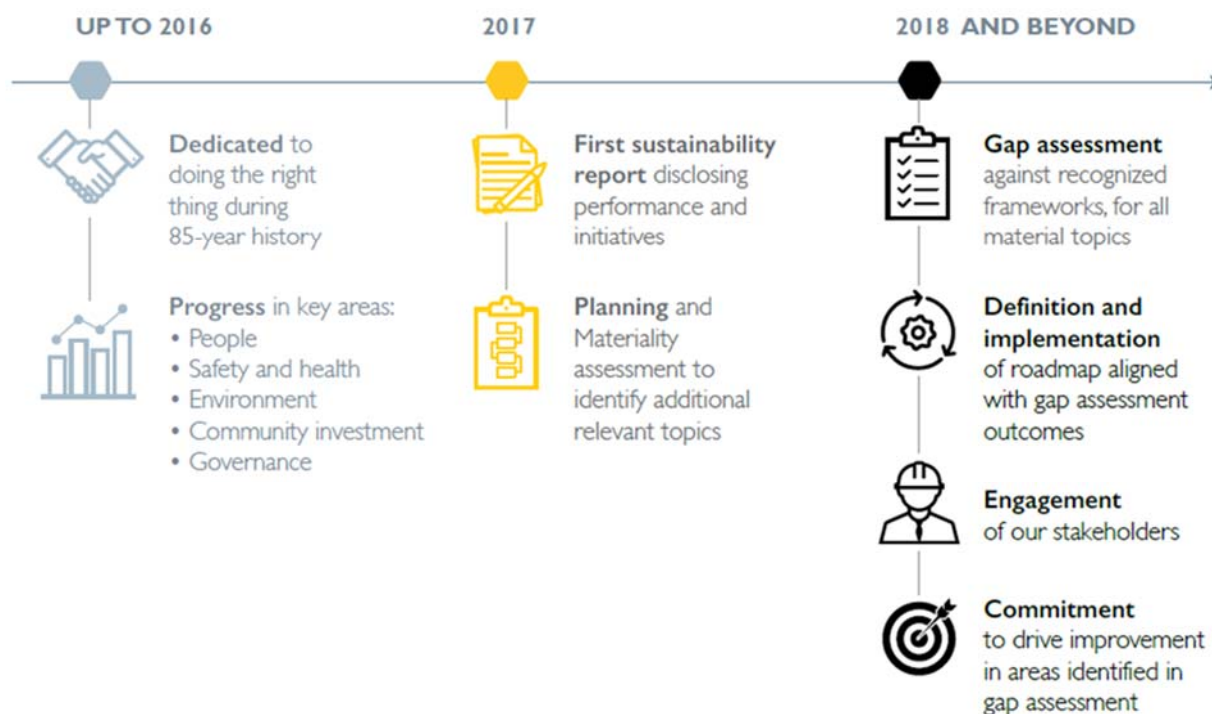 UP TO 2016
Dedicated to
doing the right
thing during
85-year history
Progress in key areas:
• People
• Safety and health
• Environment
• Community investment
• Governance
2017
First sustainability
report disclosing
performance and
initiatives
Planning and
Materiality
assessment to
identify additional
relevant topics
2018 AND BEYOND
Gap assessment
against recognized
frameworks, for all
material topics
Definition and
implementation
of roadmap aligned
with gap assessment
outcomes
Engagement
of our stakeholders
Commitment
to drive improvement
in areas identified in
gap assessment